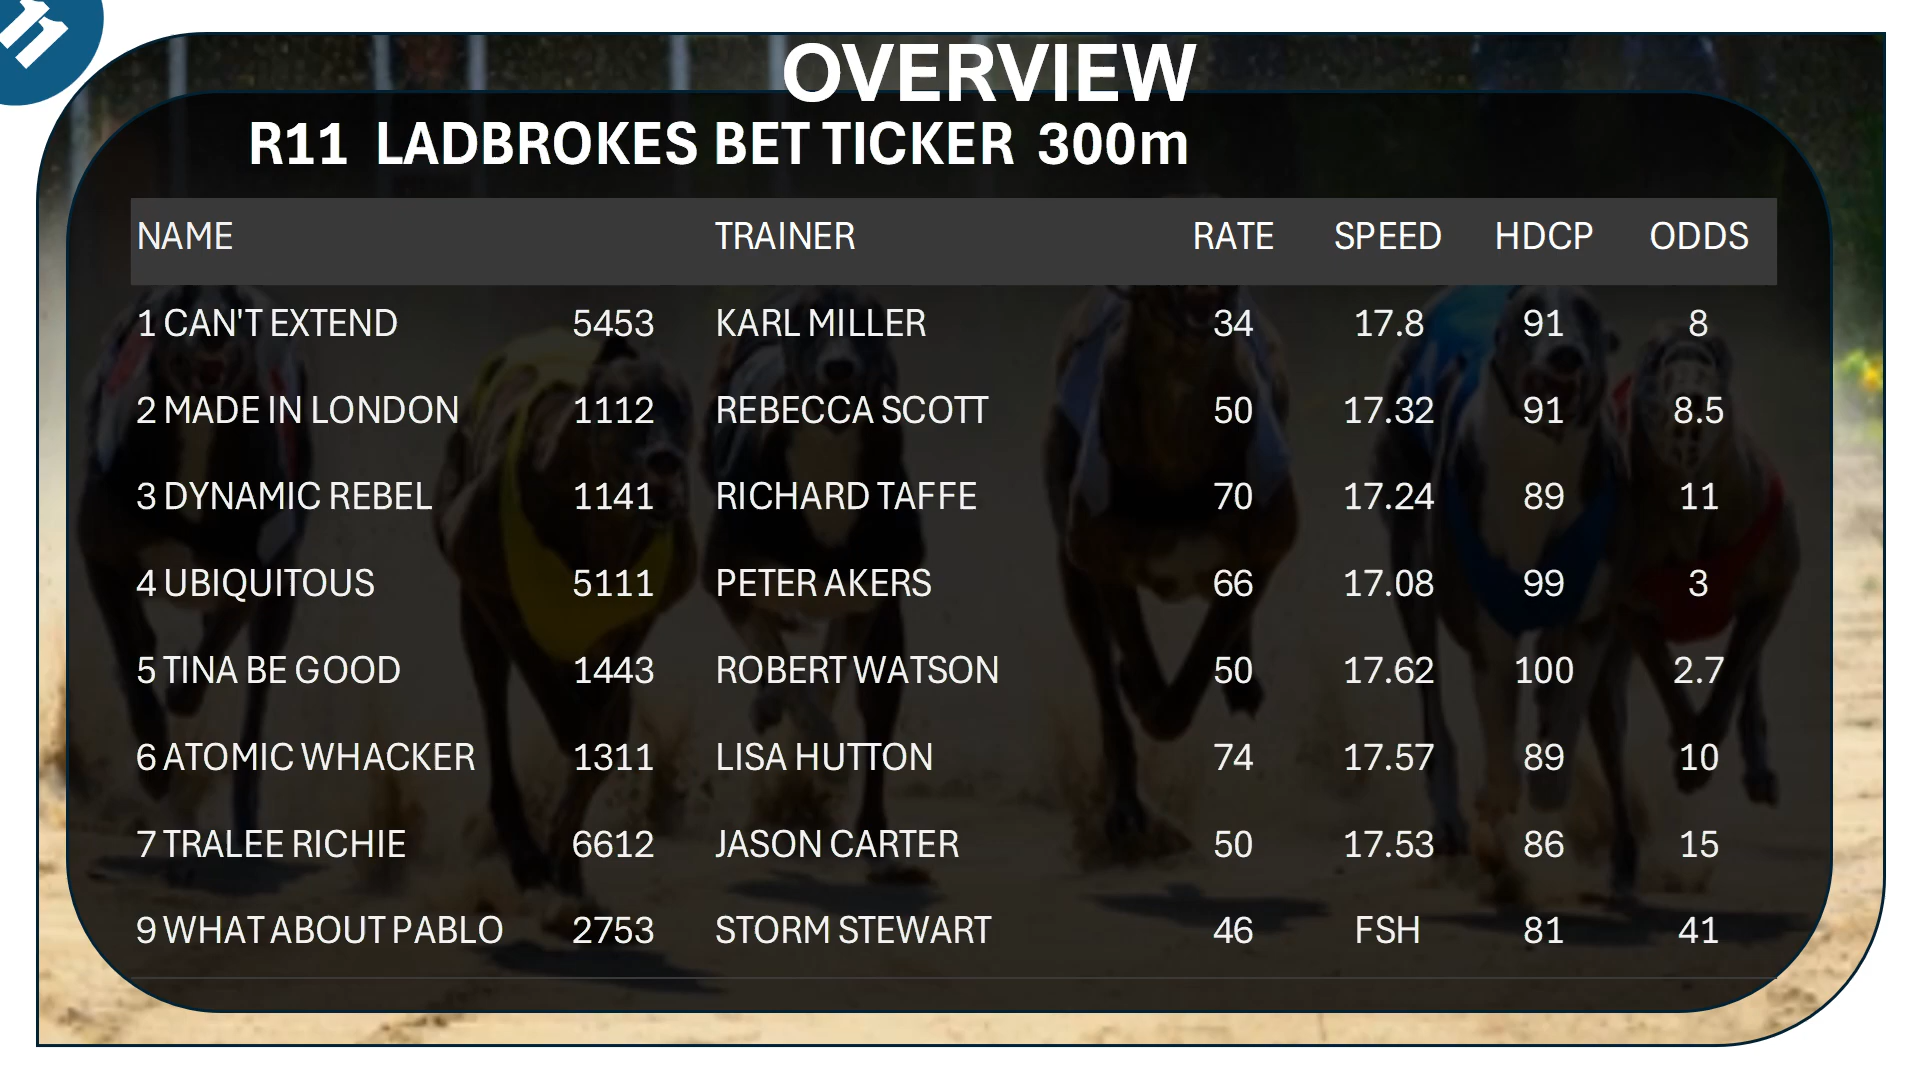 11
OVERVIEW
R11 LADBROKES BET TICKER 300m
NAME TRAINER RATE SPEED HDCP ODDS
1 CAN'T EXTEND 5453 KARL MILLER 34 17.8 91 8
2 MADE IN LONDON 1112 REBECCA SCOTT 50 17.32 91 8.5
3 DYNAMIC REBEL 1141 RICHARD TAFFE 70 17.24 89 11
4 UBIQUITOUS 5111 PETER AKERS 66 17.08 99 3
5 TINA BE GOOD 1443 ROBERT WATSON 50 17.62 100 2.7
6 ATOMIC WHACKER 1311 LISA HUTTON 74 17.57 89 10
7 TRALEE RICHIE 6612 JASON CARTER 50 17.53 86 15
9 WHAT ABOUT PABLO 2753 STORM STEWART 46 FSH 81 41